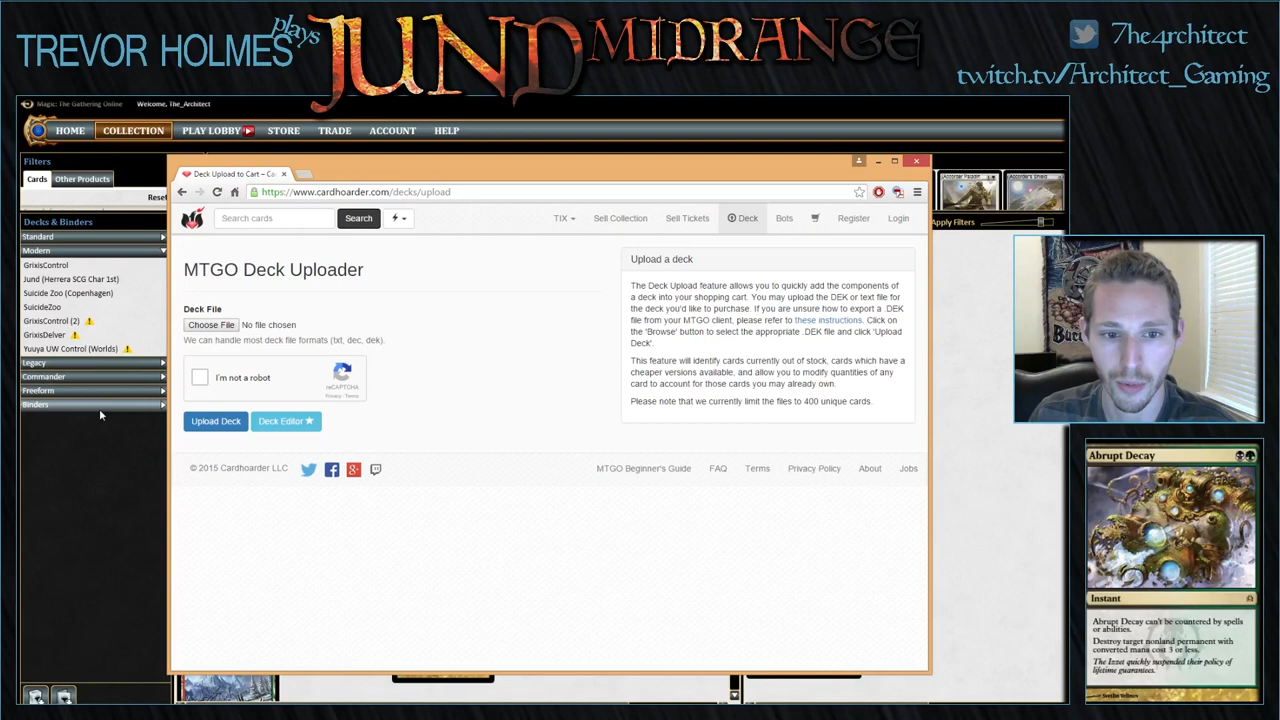 TREVOR HOLMES
plays
JUND MIDRANGE
7he4rchitect
twitch.tv/Architect_Gaming
Magic: The Gathering Online Welcome, The_Architect
HOME COLLECTION PLAY LOBBY STORE TRADE ACCOUNT HELP
Filters
Cards Other Products
Reset
Decks & Binders
Standard
Modern
GrixisControl
Jund (Herrera SCG Char 1st)
Suicide Zoo (Copenhagen)
SuicideZoo
GrixisControl (2)
GrixisDelver
Yuuya UW Control (Worlds)
Legacy
Commander
Freeform
Binders
Deck Upload to Cart – Ca
https://www.cardhoarder.com/decks/upload
Search cards Search TIX Sell Collection Sell Tickets Deck Bots Register Login
MTGO Deck Uploader
Deck File
Choose File No file chosen
We can handle most deck file formats (txt, dec, dek).
I'm not a robot
reCAPTCHA
Privacy - Terms
Upload Deck Deck Editor
Upload a deck
The Deck Upload feature allows you to quickly add the components of
a deck into your shopping cart. You may upload the DEK or text file for
the deck you'd like to purchase. If you are unsure how to export a .DEK
file from your MTGO client, please refer to these instructions. Click on
the 'Browse' button to select the appropriate .DEK file and click 'Upload
Deck'.
This feature will identify cards currently out of stock, cards which have a
cheaper versions available, and allow you to modify quantities of any
card to account for those cards you may already own.
Please note that we currently limit the files to 400 unique cards.
© 2015 Cardhoarder LLC
MTGO Beginner's Guide FAQ Terms Privacy Policy About Jobs
Accorder Paladin
Accorder's Shield
Apply Filters
Abrupt Decay
Instant
Abrupt Decay can't be countered by spells
or abilities.
Destroy target nonland permanent with
converted mana cost 3 or less.
The Izzet quickly suspended their policy of
lifetime guarantees.